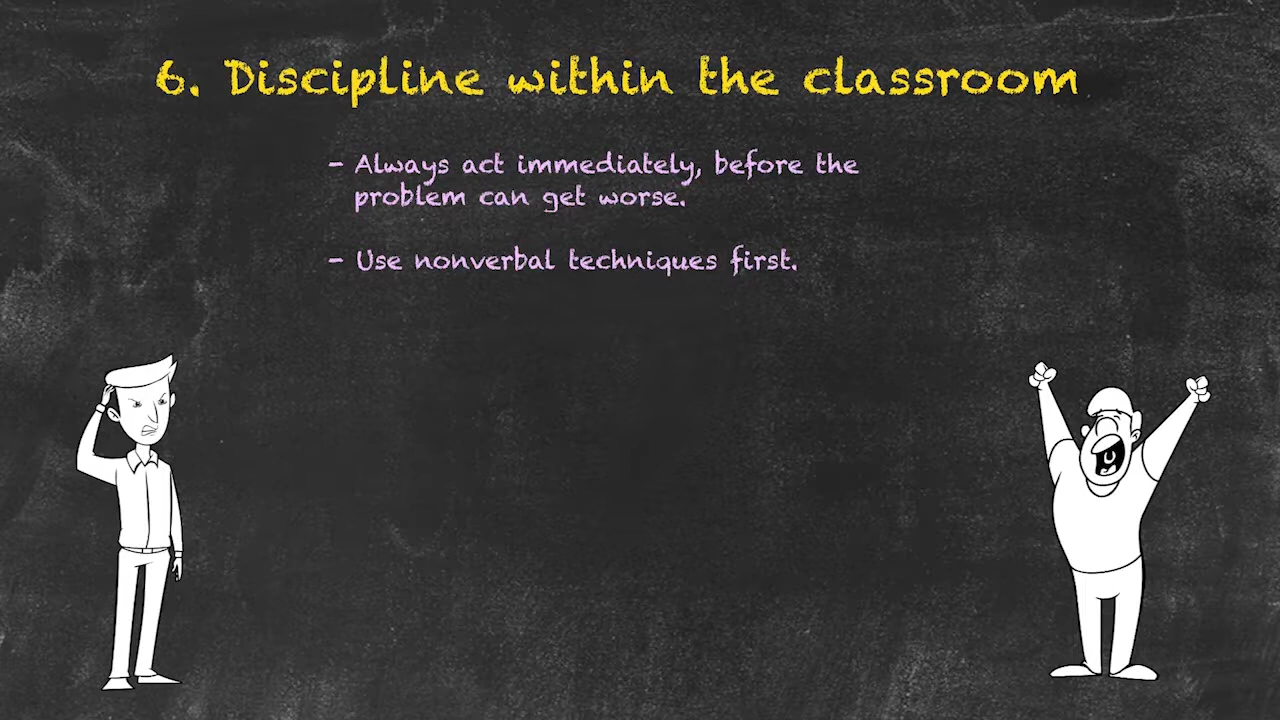 6. Discipline within the classroom
- Always act immediately, before the
problem can get worse.
- Use nonverbal techniques first.